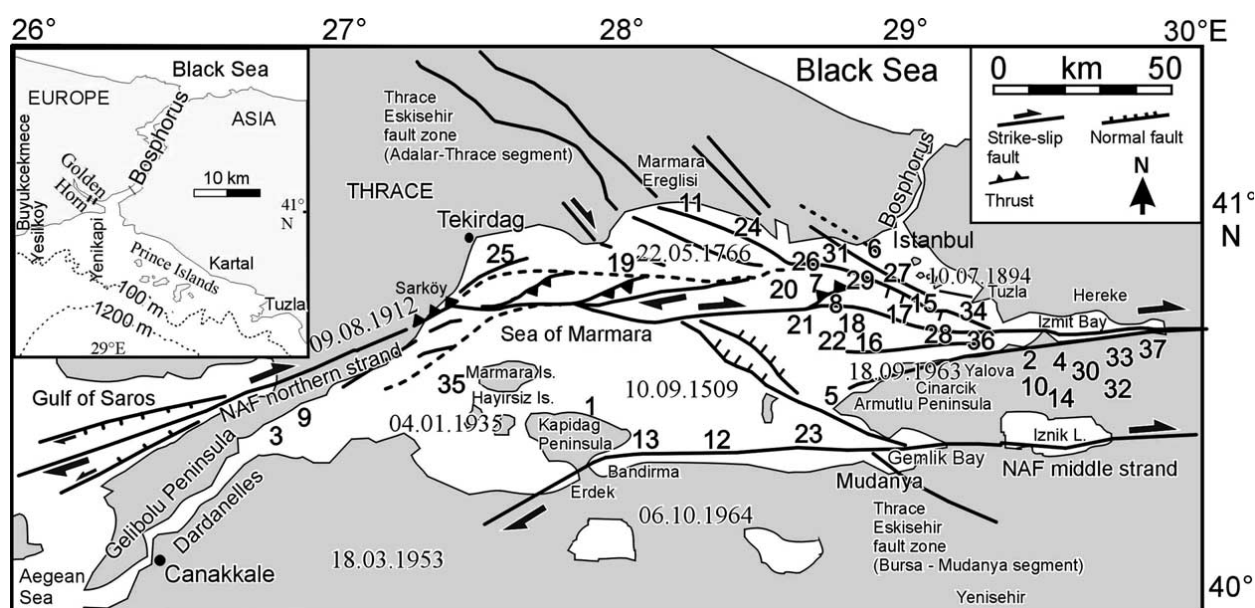 26°
27°
28°
29°
30°E
Black Sea
EUROPE
ASIA
Bosphorus
Buyukcekmece
Yesilköy
Golden
Horn
10 km
41°
N
Yenikapi
Prince Islands
Kartal
Tuzla
100 m
1200 m
29°E
Thrace
Eskisehir
fault zone
(Adalar-Thrace segment)
THRACE
Tekirdag
Marmara
Ereglisi
Black Sea
Bosphorus
0 km 50
Strike-slip
fault
Normal fault
Thrust
N
41°
N
11
24
25
19
22.05.1766
26
31
6
Istanbul
7
29
27
10.07.1894
20
8
15
Tuzla
Hereke
Sarköy
09.08.1912
Sea of Marmara
21
18
17
34
Izmit Bay
22
16
28
36
37
NAF northern strand
Gulf of Saros
35
Marmara Is.
Hayirsiz Is.
10.09.1509
18.09.1963
Yalova
2
4
33
30
Cinarcik
10
14
32
5
Armutlu Peninsula
9
3
04.01.1935
1
Kapidag
Peninsula
13
12
23
Iznik L.
Gemlik Bay
NAF middle strand
Bandirma
Erdek
Mudanya
Gelibolu Peninsula
Dardanelles
06.10.1964
Thrace
Eskisehir
fault zone
(Bursa - Mudanya segment)
18.03.1953
Canakkale
Aegean
Sea
Yenisehir
40°